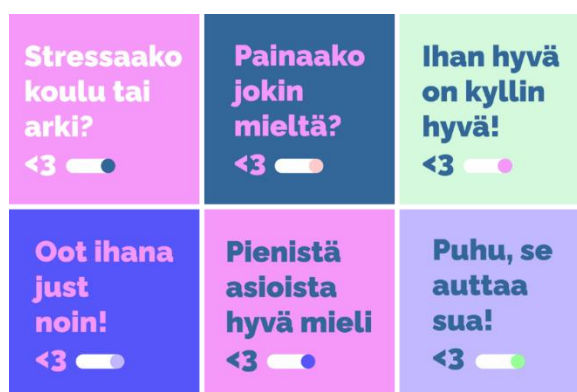 Stressaako
koulu tai
arki?
<3
Painaako
jokin
mieltä?
<3
Ihan hyvä
on kyllin
hyvä!
<3
Oot ihana
just
noin!
<3
Pienistä
asioista
hyvä mieli
<3
Puhu, se
auttaa
sua!
<3